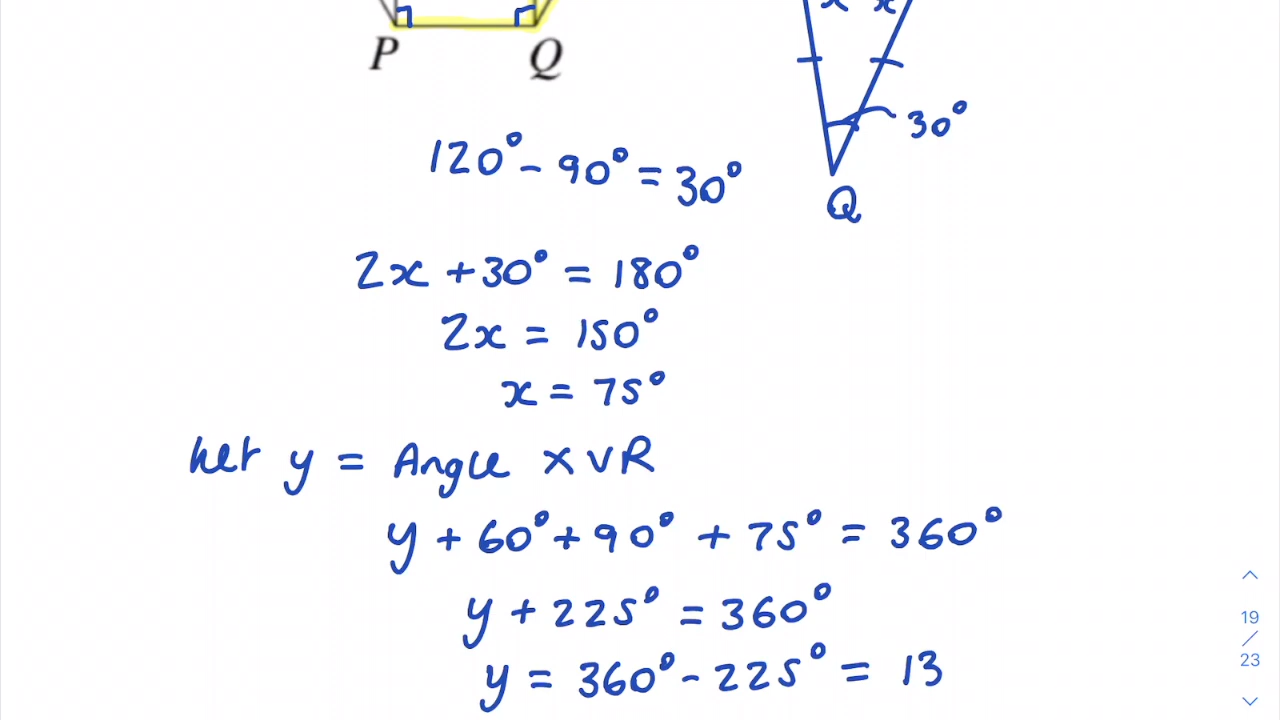 x x
P Q
30°
120° - 90° = 30°
Q
2x + 30° = 180°
2x = 150°
x = 75°
Let y = Angle XVR
y + 60° + 90° + 75° = 360°
y + 225° = 360°
19
/
23
y = 360° - 225° = 13